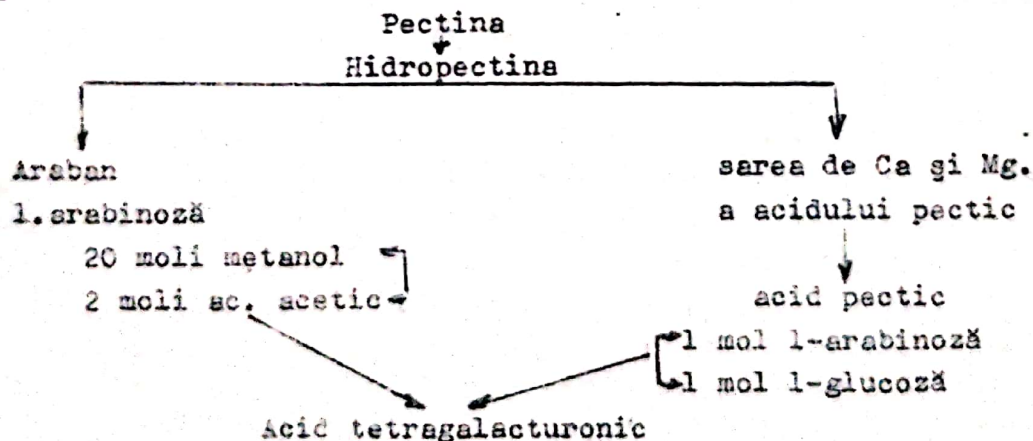 Pectina
Hidropectina
Araban
l.arabinoză
20 moli metanol
2 moli ac. acetic
sarea de Ca și Mg.
a acidului pectic
acid pectic
1 mol l-arabinoză
1 mol l-glucoză
Acid tetragalacturonic